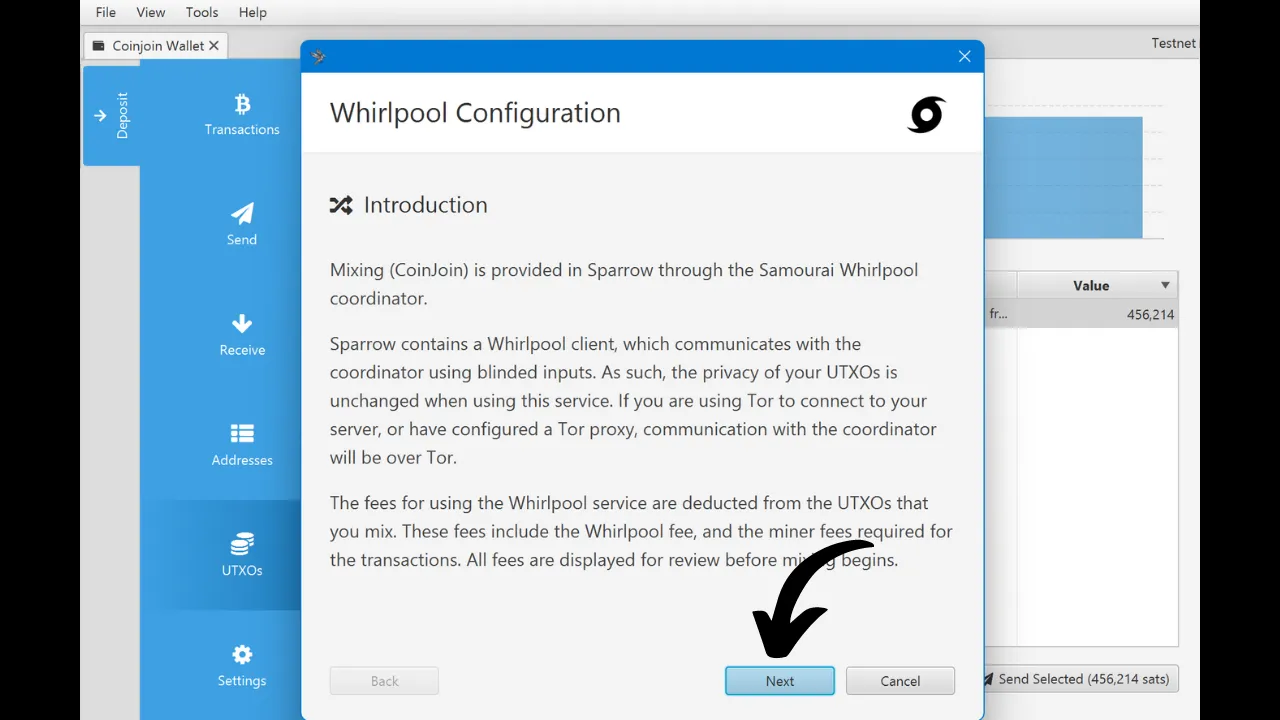 File View Tools Help
Coinjoin Wallet
Testnet
Deposit
Transactions
Send
Receive
Addresses
UTXOs
Settings
Whirlpool Configuration
Introduction
Mixing (CoinJoin) is provided in Sparrow through the Samourai Whirlpool
coordinator.
Sparrow contains a Whirlpool client, which communicates with the
coordinator using blinded inputs. As such, the privacy of your UTXOs is
unchanged when using this service. If you are using Tor to connect to your
server, or have configured a Tor proxy, communication with the coordinator
will be over Tor.
The fees for using the Whirlpool service are deducted from the UTXOs that
you mix. These fees include the Whirlpool fee, and the miner fees required for
the transactions. All fees are displayed for review before mixing begins.
Back
Next
Cancel
Value
fr... 456,214
Send Selected (456,214 sats)